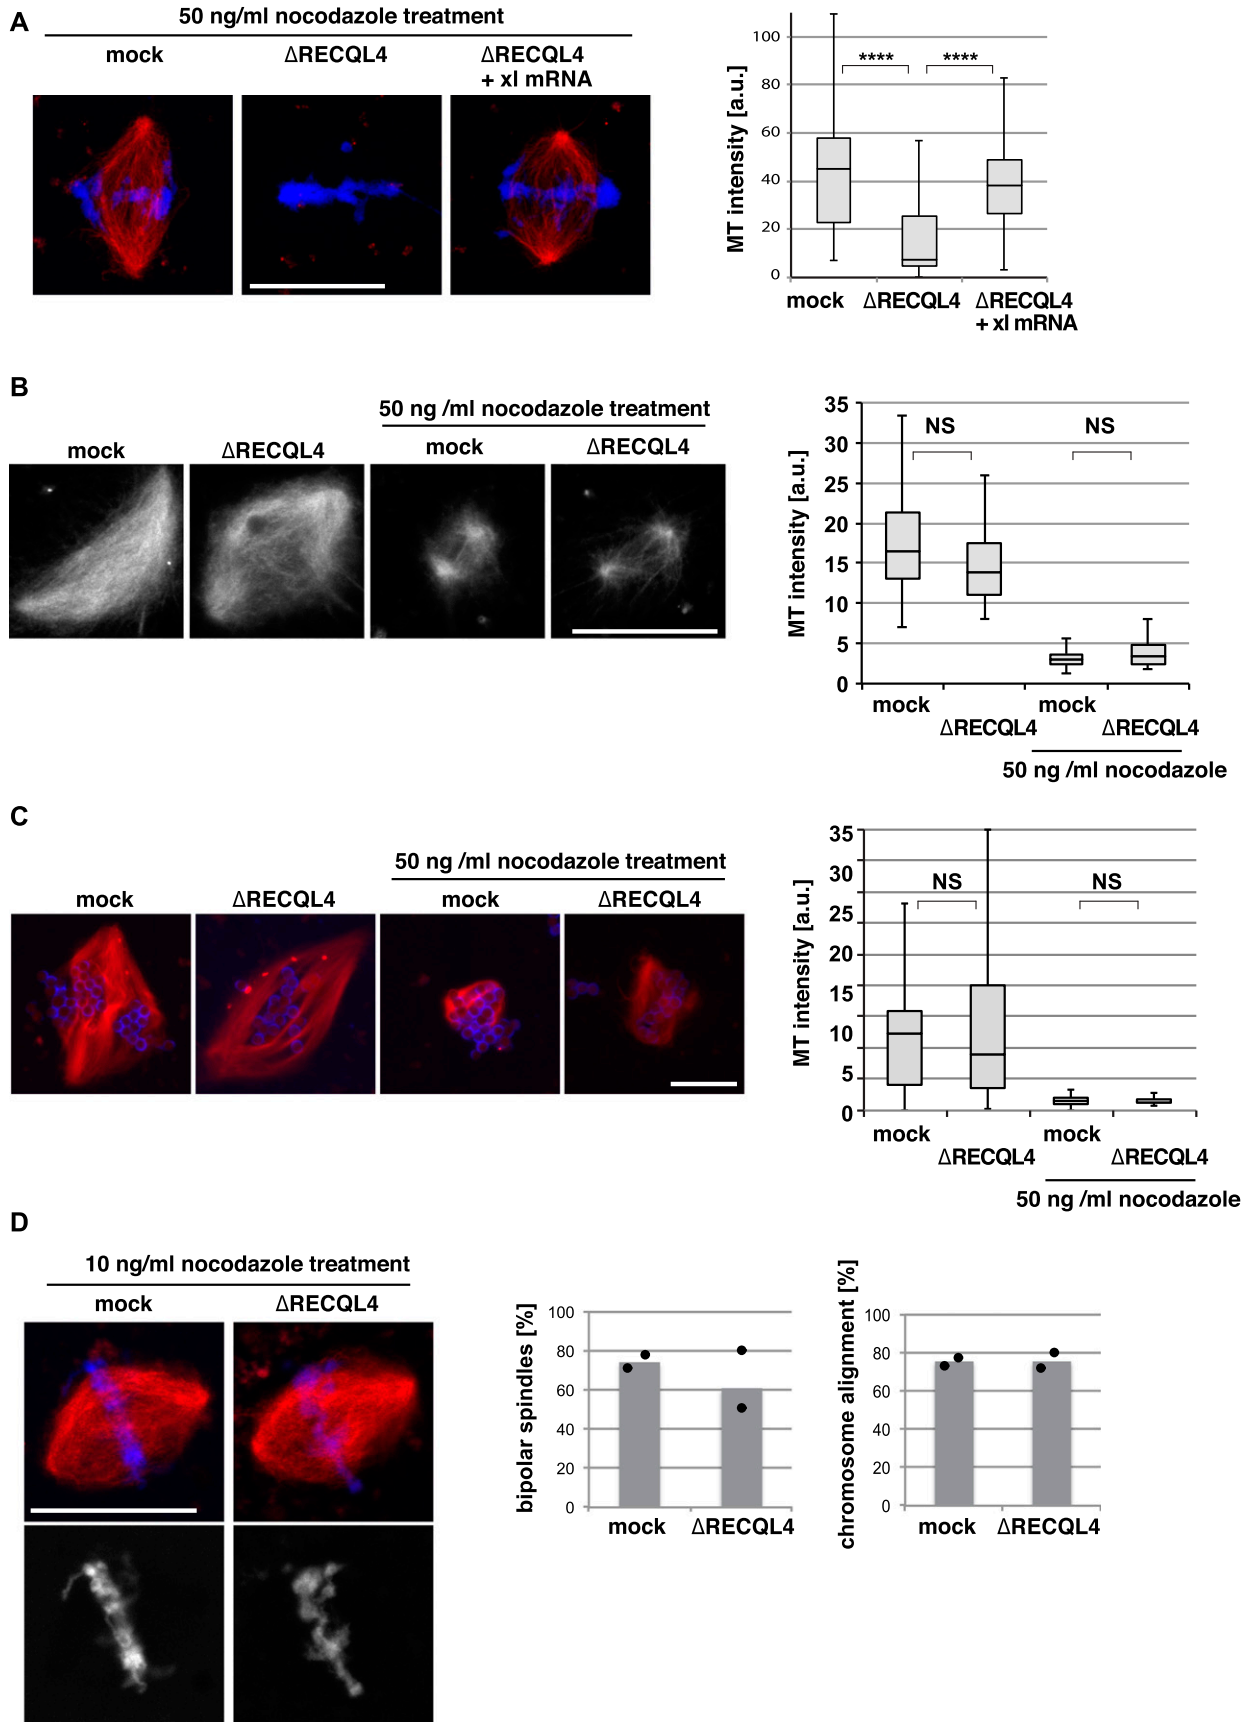 A
50 ng/ml nocodazole treatment
mock ΔRECQL4 ΔRECQL4
+ xl mRNA
MT intensity [a.u.]
100
80
60
40
20
0
**** ****
mock ΔRECQL4 ΔRECQL4
+ xl mRNA
B
50 ng /ml nocodazole treatment
mock ΔRECQL4 mock ΔRECQL4
MT intensity [a.u.]
35
30
25
20
15
10
5
0
NS NS
mock mock
ΔRECQL4 ΔRECQL4
50 ng /ml nocodazole
C
50 ng /ml nocodazole treatment
mock ΔRECQL4 mock ΔRECQL4
MT intensity [a.u.]
35
30
25
20
15
10
5
0
NS NS
mock mock
ΔRECQL4 ΔRECQL4
50 ng /ml nocodazole
D
10 ng/ml nocodazole treatment
mock ΔRECQL4
bipolar spindles [%]
100
80
60
40
20
0
mock ΔRECQL4
chromosome alignment [%]
100
80
60
40
20
0
mock ΔRECQL4